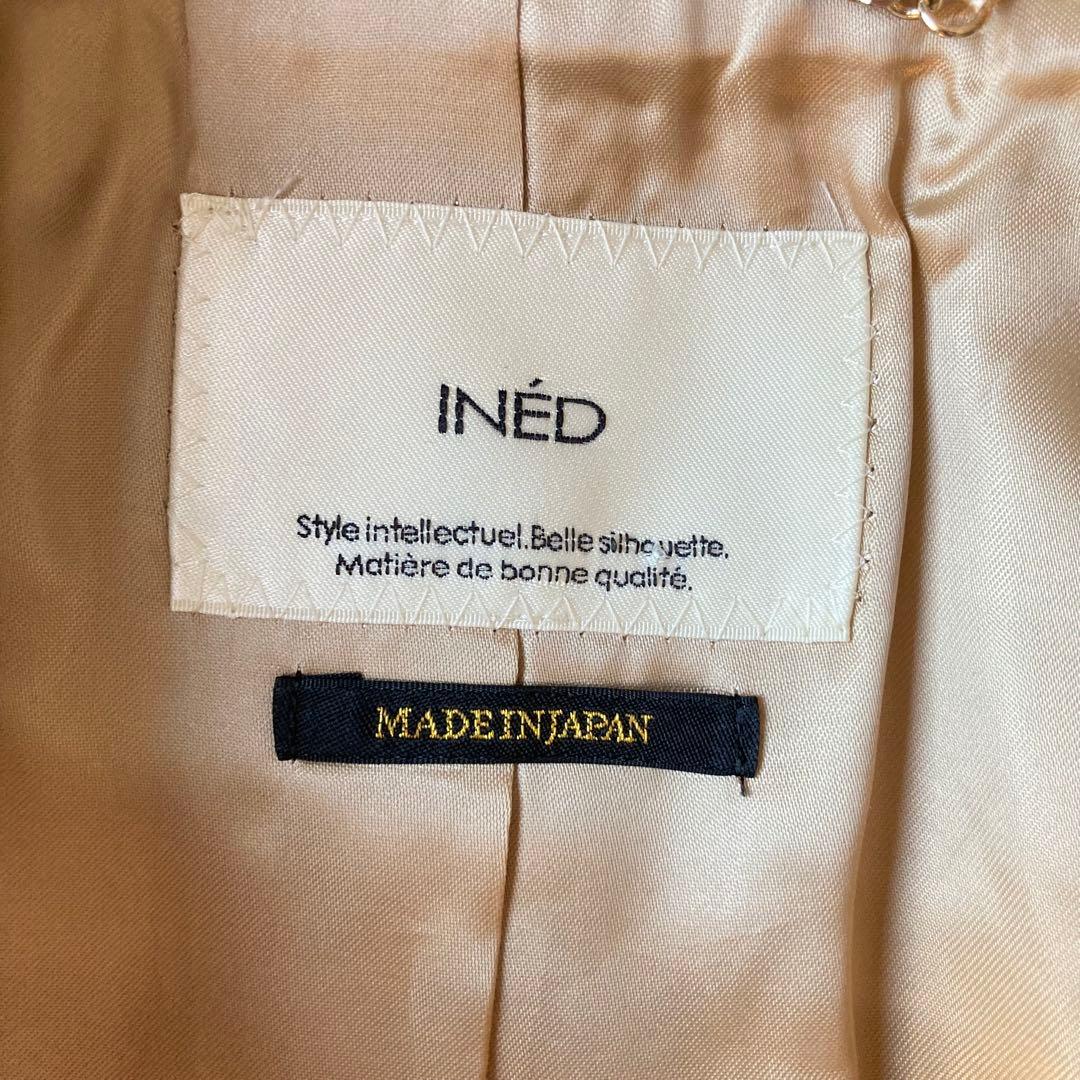 INÉD
Style intellectuel.Belle silhouette.
Matière de bonne qualité.
MADE IN JAPAN